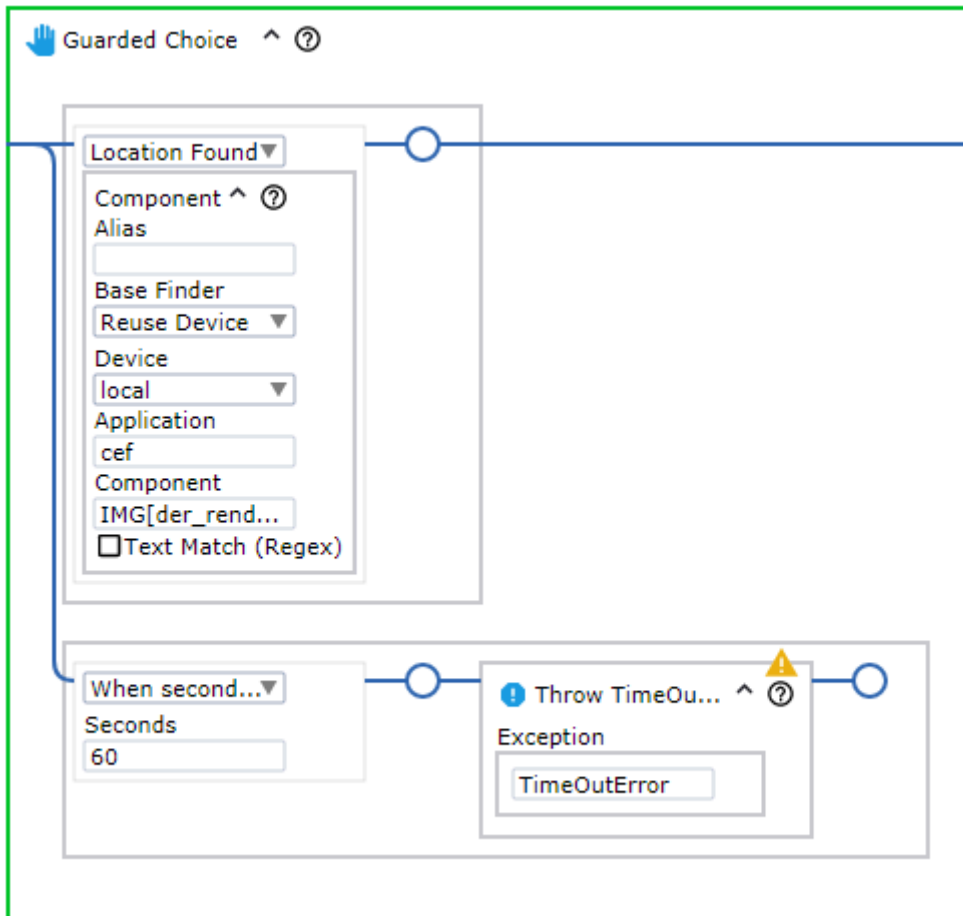 Guarded Choice
Location Found
Component
Alias
Base Finder
Reuse Device
Device
local
Application
cef
Component
IMG[der_rend...
Text Match (Regex)
When second...
Seconds
60
Throw TimeOu...
Exception
TimeOutError